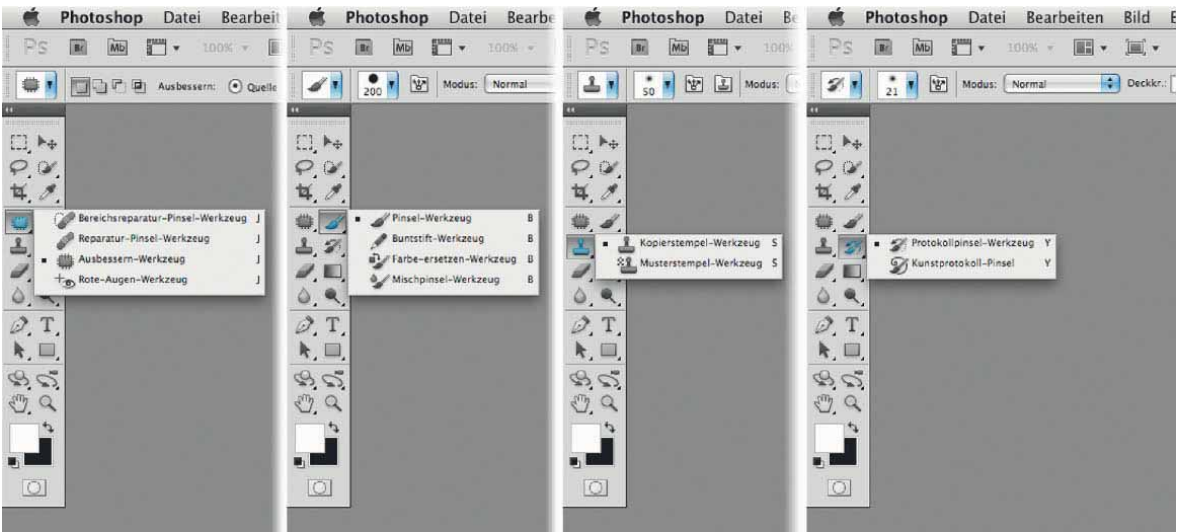 Photoshop Datei Bearbeit
Ps Br Mb 100%
Ausbessern: Quelle
Bereichsreparatur-Pinsel-Werkzeug J
Reparatur-Pinsel-Werkzeug J
Ausbessern-Werkzeug J
Rote-Augen-Werkzeug J
T
Photoshop Datei Bearbe
Ps Br Mb 100%
200 Modus: Normal
Pinsel-Werkzeug B
Buntstift-Werkzeug B
Farbe-ersetzen-Werkzeug B
Mischpinsel-Werkzeug B
T
Photoshop Datei Be
Ps Br Mb 100%
50 Modus:
Kopierstempel-Werkzeug S
Musterstempel-Werkzeug S
T
Photoshop Datei Bearbeiten Bild E
Ps Br Mb 100%
21 Modus: Normal Deckkr.:
Protokollpinsel-Werkzeug Y
Kunstprotokoll-Pinsel Y
T